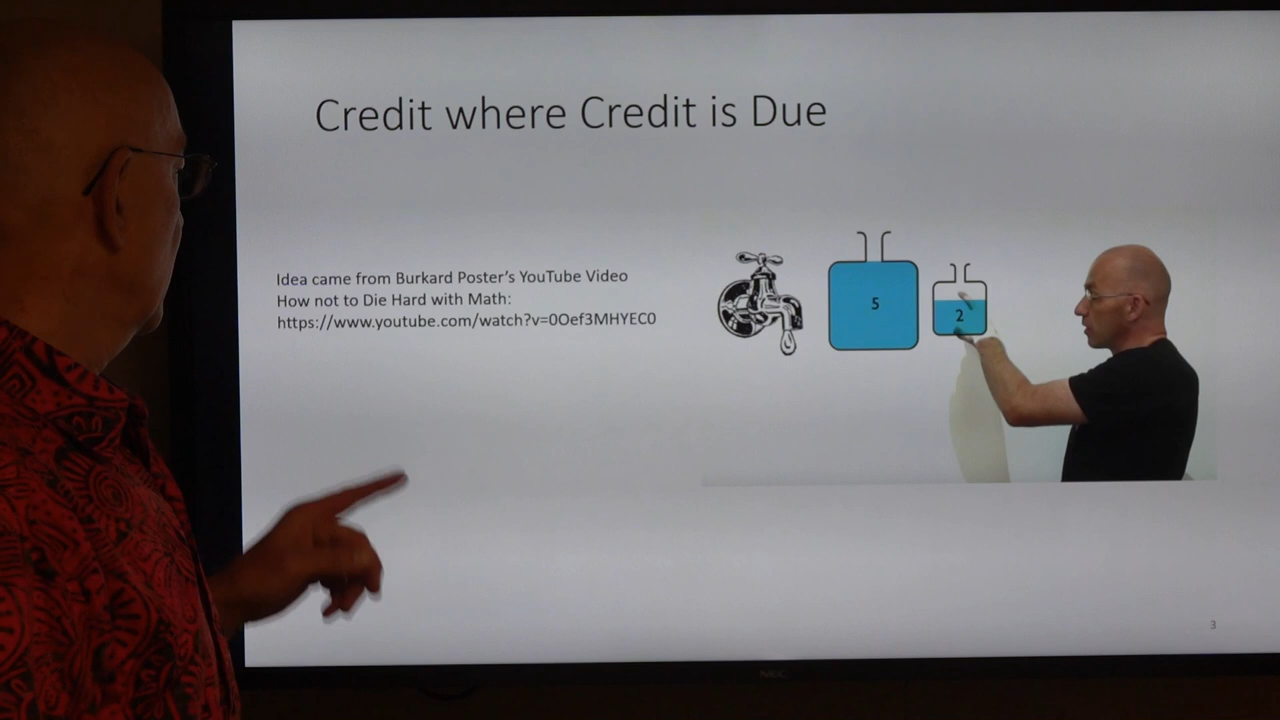 Credit where Credit is Due
Idea came from Burkard Poster's YouTube Video
How not to Die Hard with Math:
https://www.youtube.com/watch?v=0Oef3MHYEC0
5
2
3
NEC